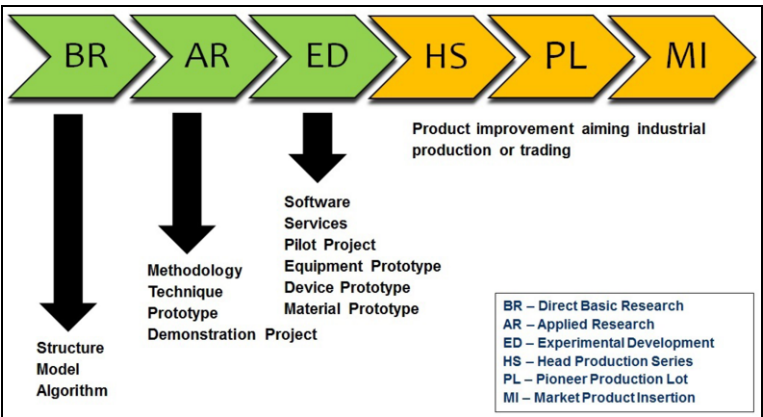 BR AR ED HS PL MI
Product improvement aiming industrial
production or trading
Software
Services
Pilot Project
Equipment Prototype
Device Prototype
Material Prototype
Methodology
Technique
Prototype
Demonstration Project
Structure
Model
Algorithm
BR – Direct Basic Research
AR – Applied Research
ED – Experimental Development
HS – Head Production Series
PL – Pioneer Production Lot
MI – Market Product Insertion